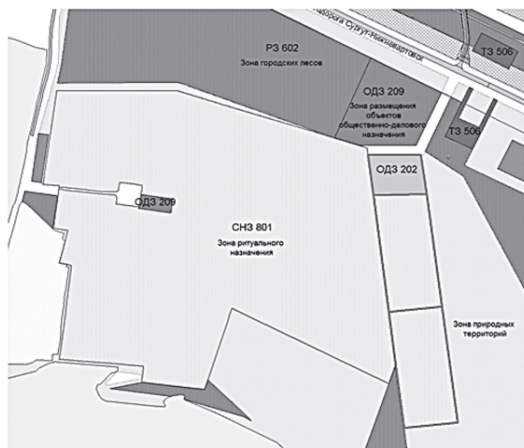 дорога Сургут-Нижневартовск
ТЗ 506
РЗ 602
Зона городских лесов
ОДЗ 209
Зона размещения
объектов
общественно-делового
назначения
ТЗ 506
ОДЗ 202
ОДЗ 209
СНЗ 801
Зона ритуального
назначения
Зона природных
территорий